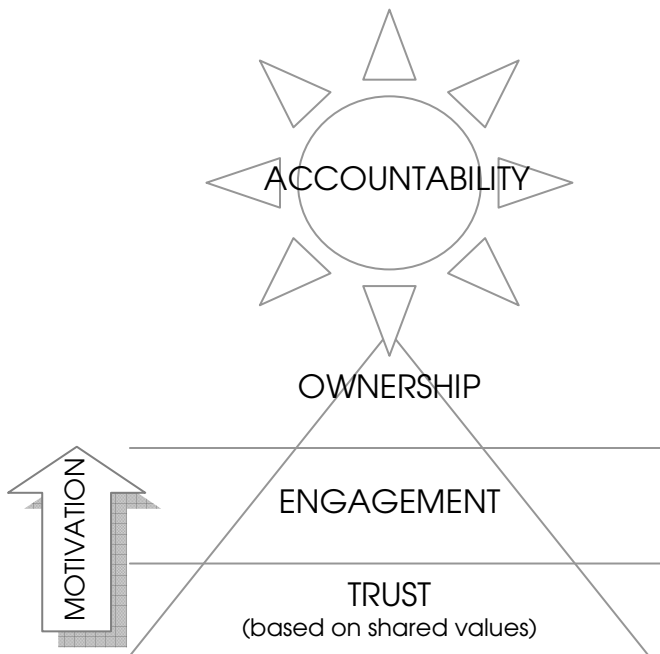 ACCOUNTABILITY
OWNERSHIP
MOTIVATION
ENGAGEMENT
TRUST
(based on shared values)